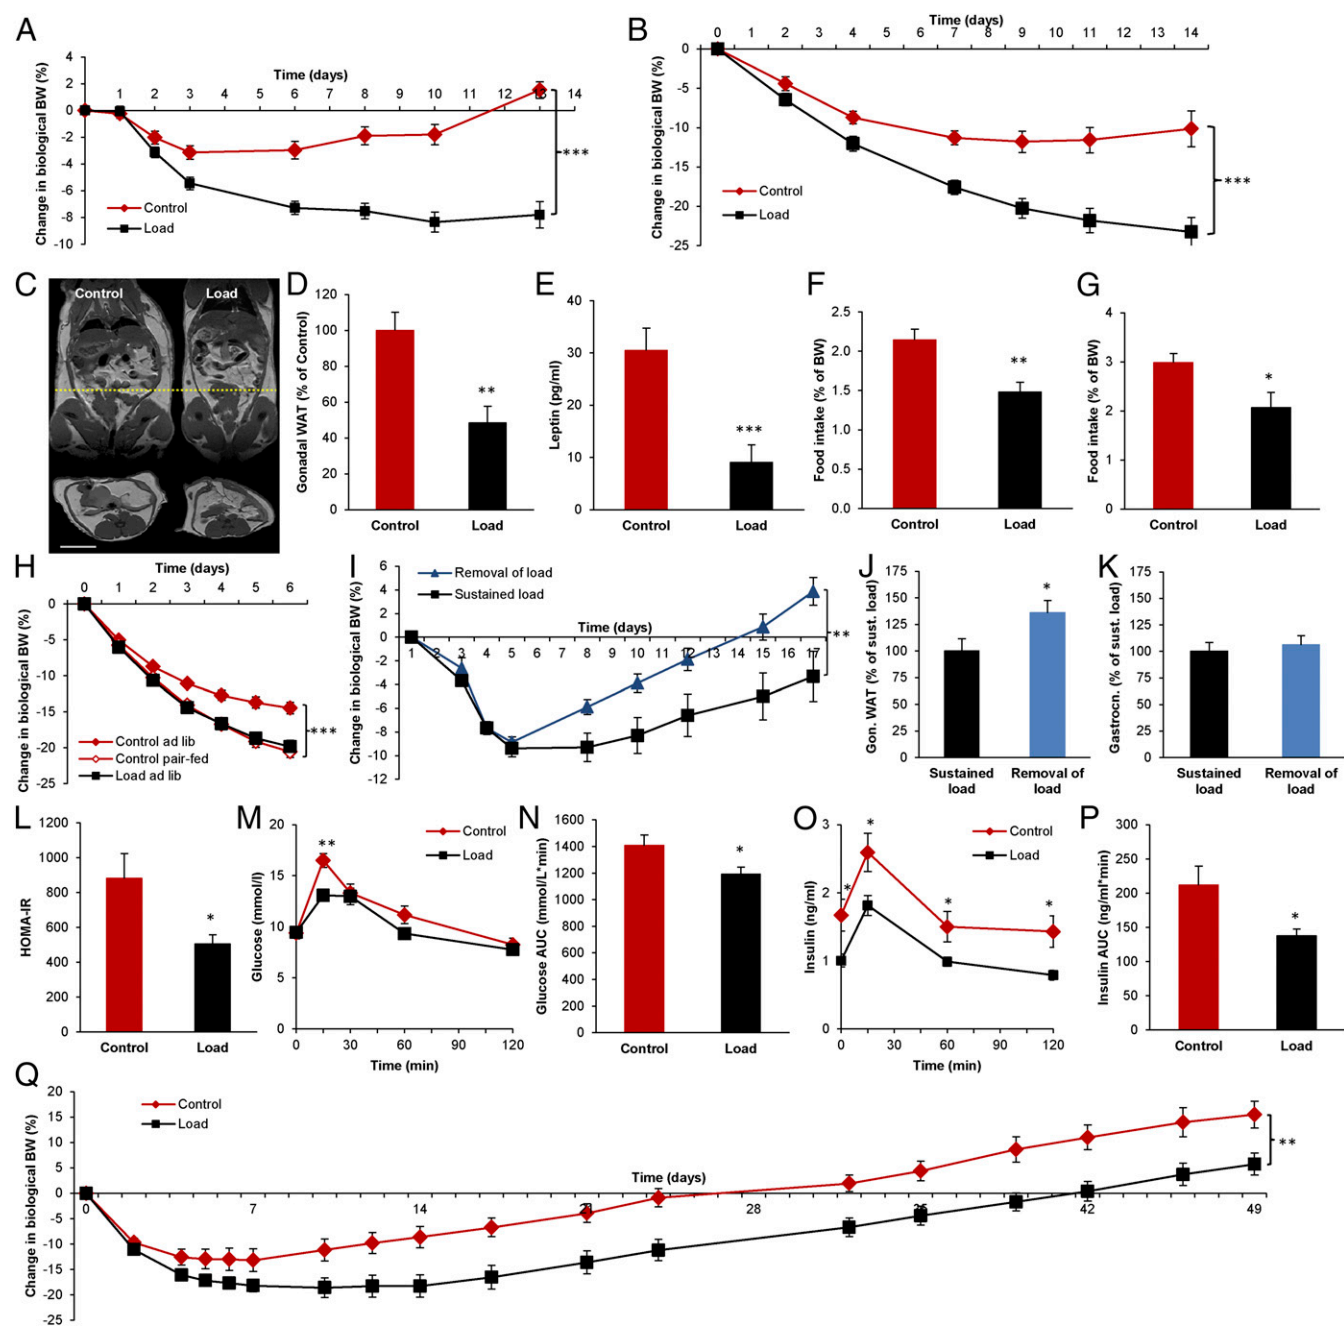 A
Change in biological BW (%)
4
2
0
-2
-4
-6
-8
-10
Time (days)
0 1 2 3 4 5 6 7 8 9 10 11 12 13 14
Control
Load
***
B
Change in biological BW (%)
Time (days)
0 1 2 3 4 5 6 7 8 9 10 11 12 13 14
0
-5
-10
-15
-20
-25
Control
Load
***
C
Control
Load
D
Gonadal WAT (% of Control)
120
100
80
60
40
20
0
**
Control Load
E
Leptin (pg/ml)
40
30
20
10
0
***
Control Load
F
Food intake (% of BW)
2.5
2.0
1.5
1.0
0.5
0.0
**
Control Load
G
Food intake (% of BW)
4
3
2
1
0
*
Control Load
H
Change in biological BW (%)
Time (days)
0 1 2 3 4 5 6
0
-5
-10
-15
-20
-25
Control ad lib
Control pair-fed
Load ad lib
***
I
Change in biological BW (%)
6
4
2
0
-2
-4
-6
-8
-10
-12
Removal of load
Sustained load
Time (days)
1 2 3 4 5 6 7 8 9 10 11 12 13 14 15 16 17
**
J
Gon. WAT (% of sust. load)
175
150
125
100
75
50
25
0
*
Sustained load Removal of load
K
Gastrocn. (% of sust. load)
175
150
125
100
75
50
25
0
Sustained load Removal of load
L
HOMA-IR
1200
1000
800
600
400
200
0
*
Control Load
M
Glucose (mmol/l)
20
15
10
5
0
**
Control
Load
0 30 60 90 120
Time (min)
N
Glucose AUC (mmol/L*min)
1600
1400
1200
1000
800
600
400
200
0
*
Control Load
O
Insulin (ng/ml)
3
2
1
0
* * * *
Control
Load
0 30 60 90 120
Time (min)
P
Insulin AUC (ng/ml*min)
300
250
200
150
100
50
0
*
Control Load
Q
Change in biological BW (%)
20
15
10
5
0
-5
-10
-15
-20
-25
Control
Load
Time (days)
0 7 14 21 28 35 42 49
**